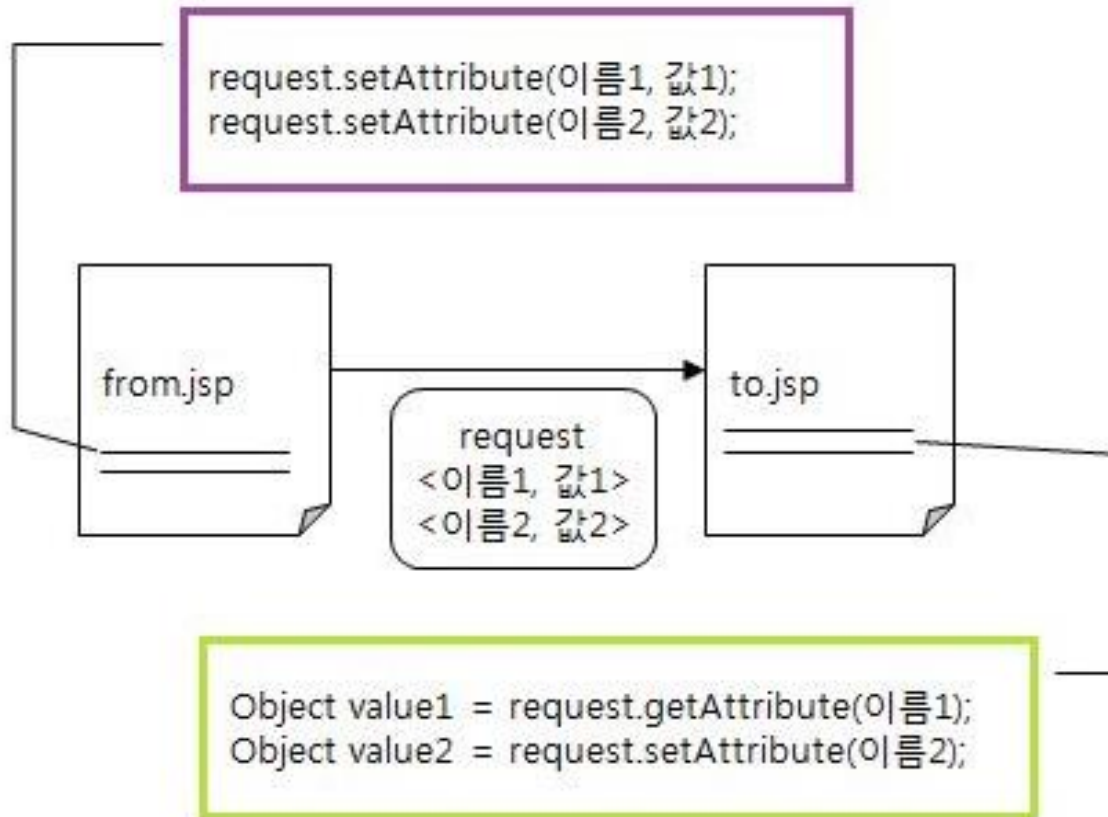 request.setAttribute(이름1, 값1);
request.setAttribute(이름2, 값2);
from.jsp
request
<이름1, 값1>
<이름2, 값2>
to.jsp
Object value1 = request.getAttribute(이름1);
Object value2 = request.setAttribute(이름2);